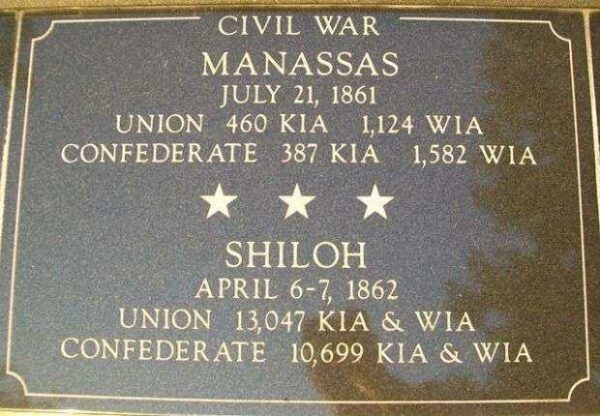 CIVIL WAR
MANASSAS
JULY 21, 1861
UNION 460 KIA 1,124 WIA
CONFEDERATE 387 KIA 1,582 WIA
SHILOH
APRIL 6-7, 1862
UNION 13,047 KIA & WIA
CONFEDERATE 10,699 KIA & WIA